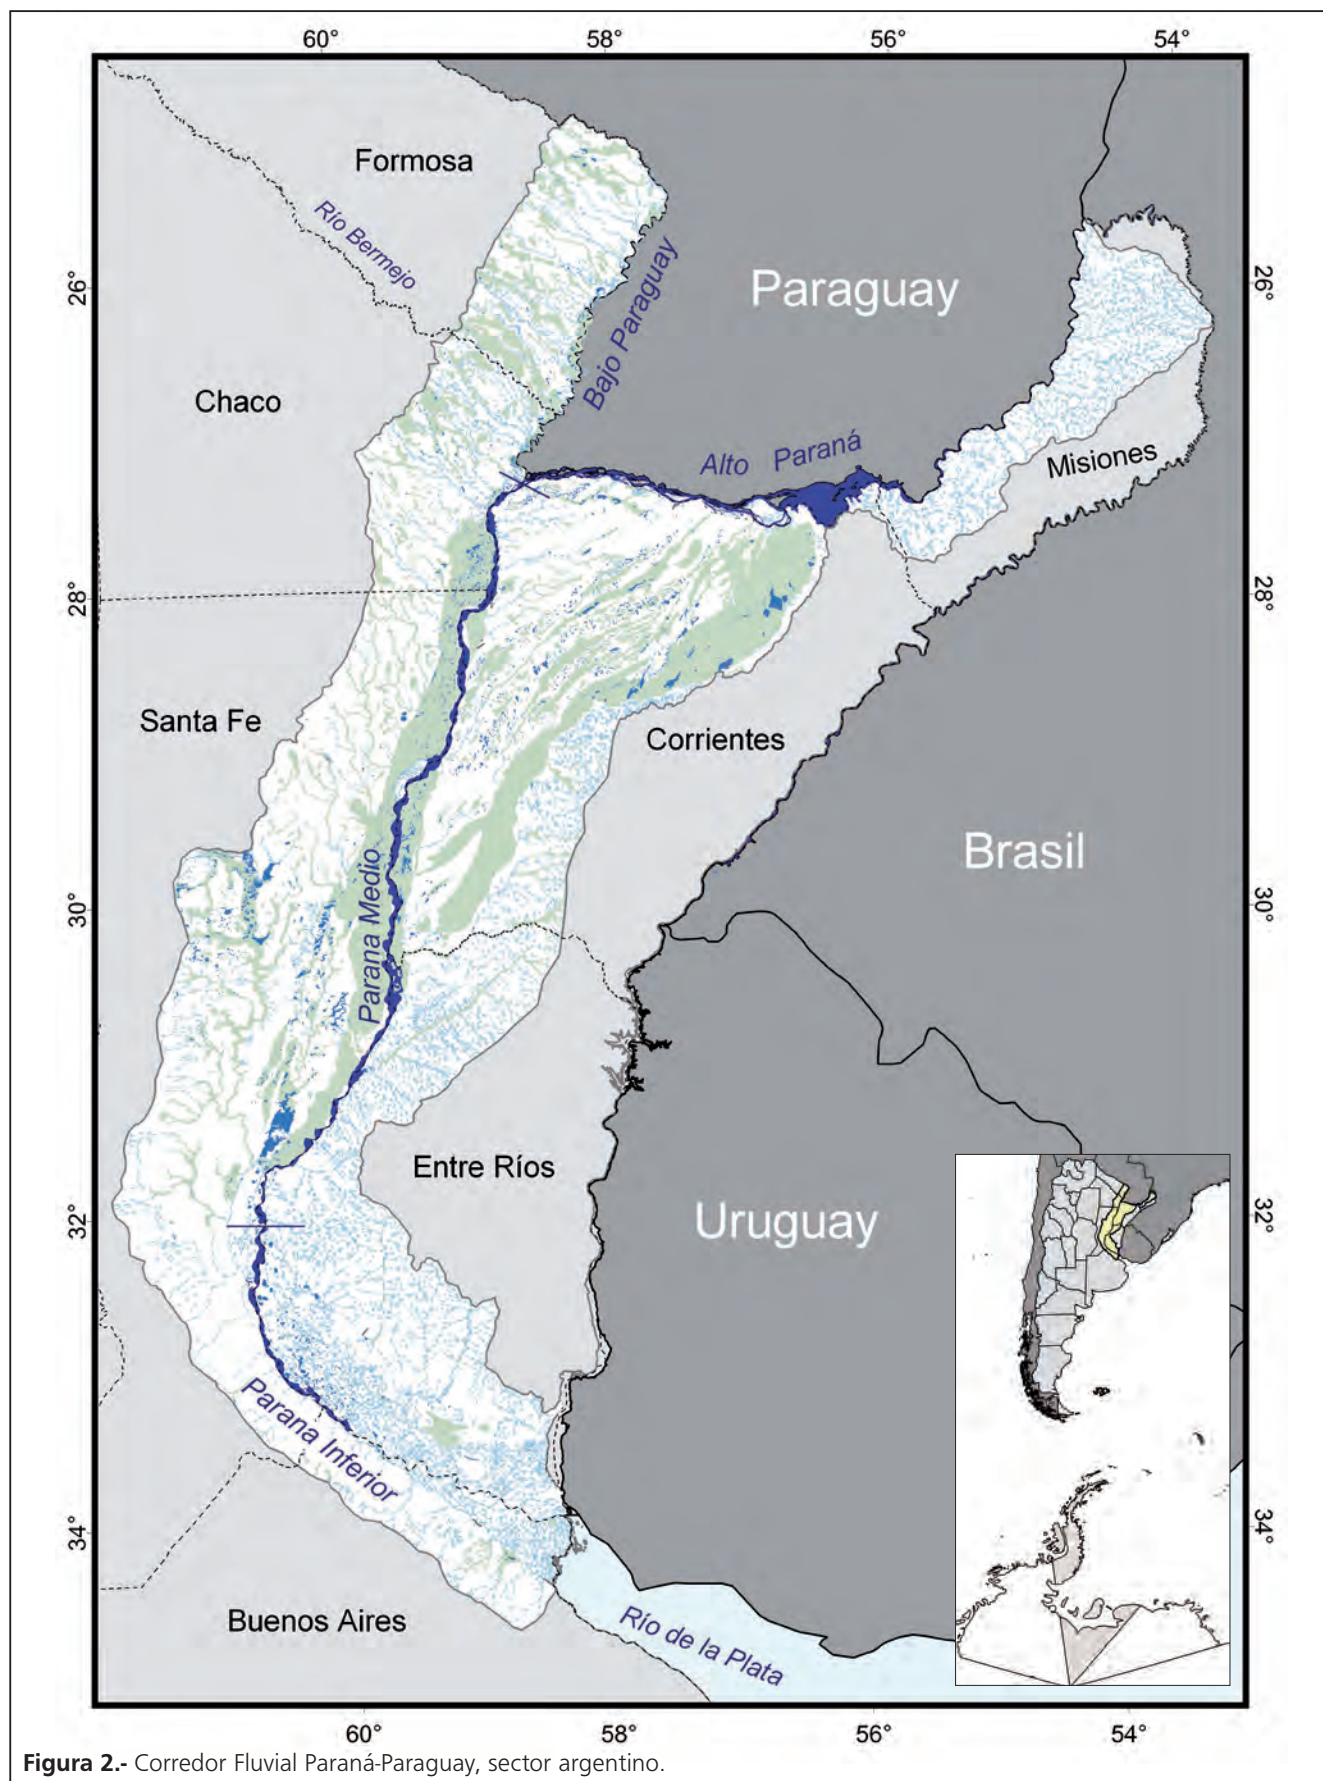 60° 58° 56° 54°
Formosa
Río Bermejo
Bajo Paraguay
Paraguay
26° 26°
Chaco
Alto Paraná
Misiones
28° 28°
Santa Fe
Corrientes
Brasil
Parana Medio
30° 30°
Entre Ríos
Uruguay
32° 32°
Parana Inferior
34° 34°
Buenos Aires
Río de la Plata
60° 58° 56° 54°
Figura 2.- Corredor Fluvial Paraná-Paraguay, sector argentino.